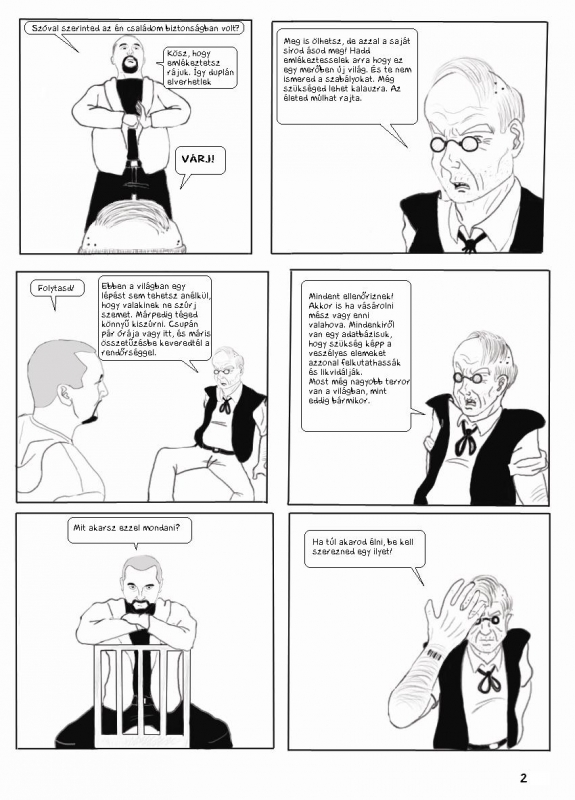 Szóval szerinted az én családom biztonságban volt?
Kösz, hogy
emlékeztetsz
rájuk. Így duplán
elverhetlek
VÁRJ!
Meg is ölhetsz, de azzal a saját
sírod ásod meg! Hadd
emlékeztesselek arra hogy ez
egy merőben új világ. És te nem
ismered a szabályokat. Még
szükséged lehet kalauzra. Az
életed múlhat rajta.
Folytasd!
Ebben a világban egy
lépést sem tehetsz anélkül,
hogy valakinek ne szúrj
szemet. Márpedig téged
könnyű kiszúrni. Csupán
pár órája vagy itt, és máris
összetűzésbe keveredtél a
rendőrséggel.
Mindent ellenőriznek!
Akkor is ha vásárolni
mész vagy enni
valahova. Mindenkiről
van egy adatbázisuk,
hogy szükség képp a
veszélyes elemeket
azzonal felkutathassák
és likvidálják.
Most még nagyobb terror
van a világban, mint
eddig bármikor.
Mit akarsz ezzel mondani?
Ha túl akarod élni, be kell
szerezned egy ilyet!
2